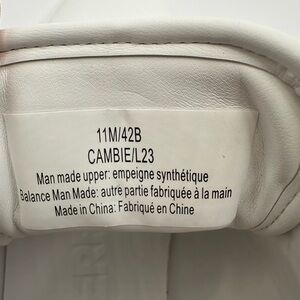 11M/42B
CAMBIE/L23
Man made upper: empeigne synthétique
Balance Man Made: autre partie fabriquée à la main
Made in China: Fabriqué en Chine